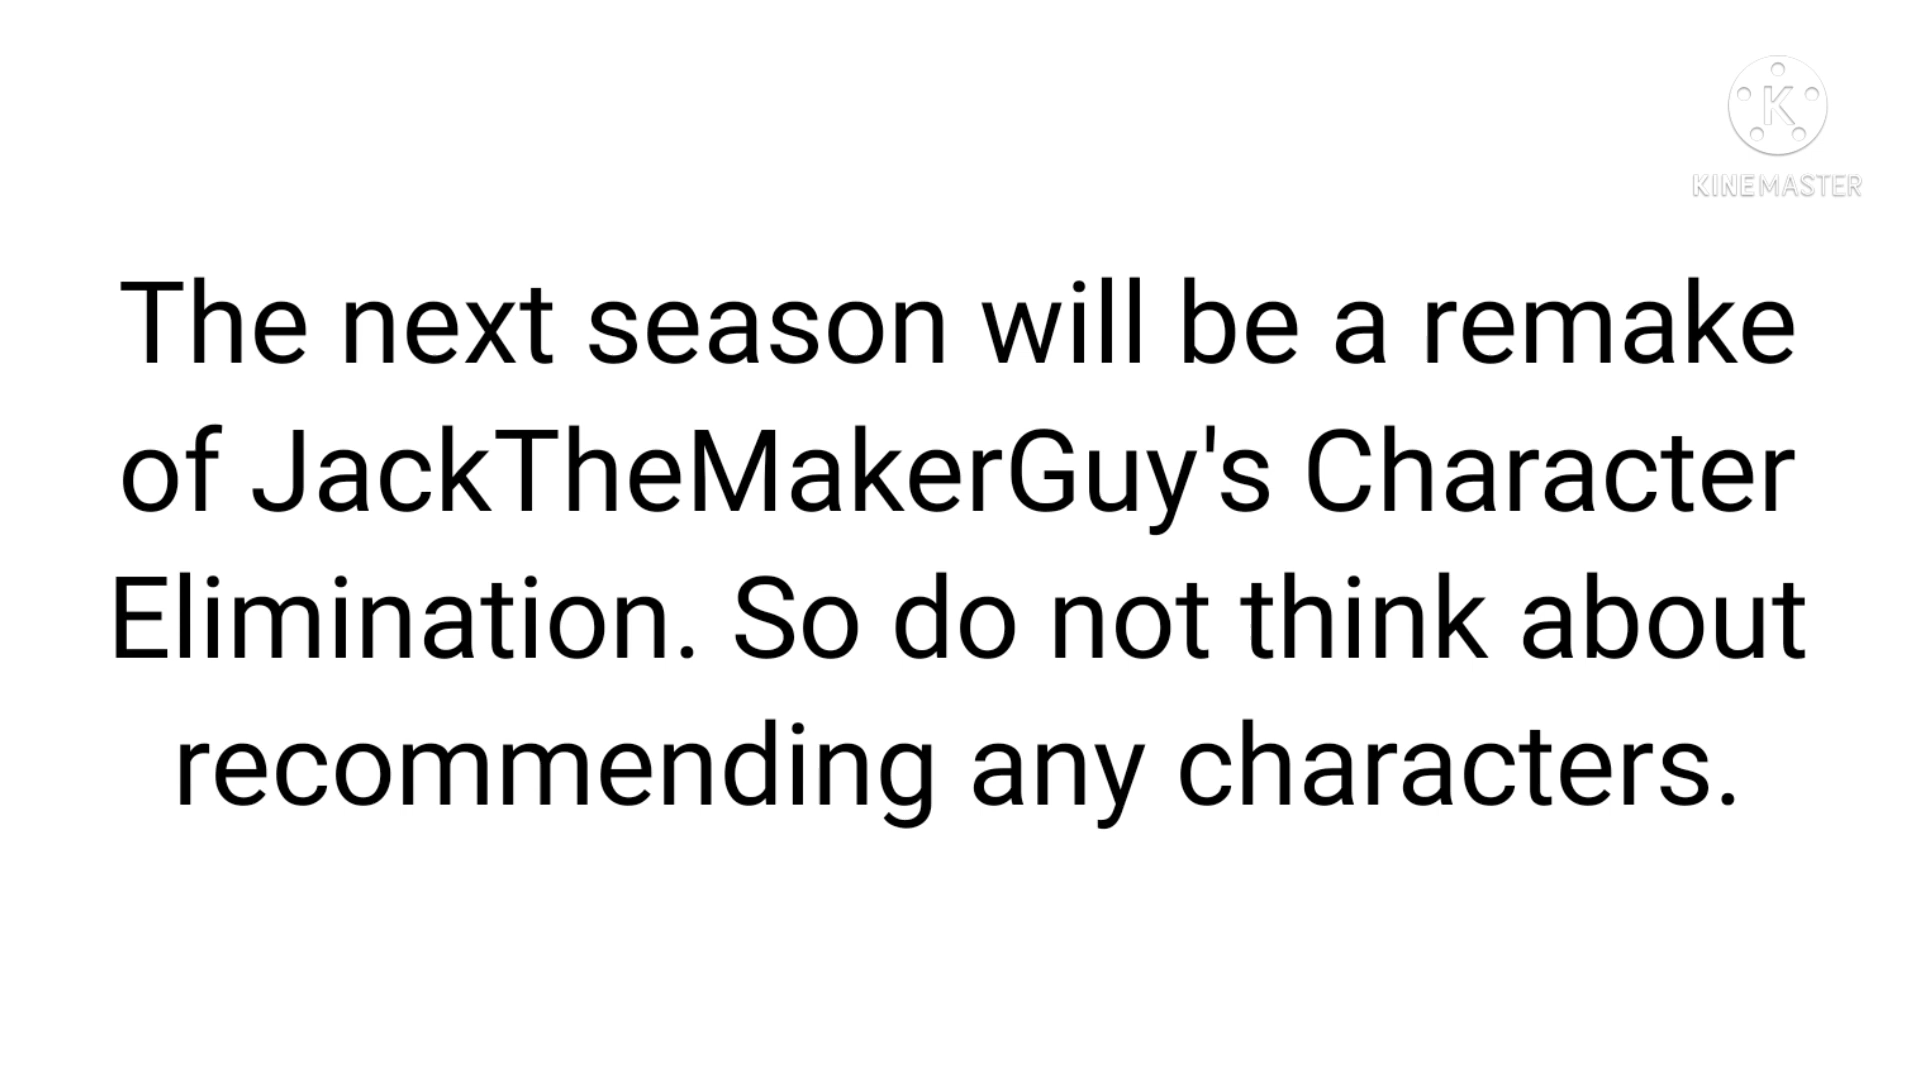 K
KINEMASTER
The next season will be a remake
of JackTheMakerGuy's Character
Elimination. So do not think about
recommending any characters.